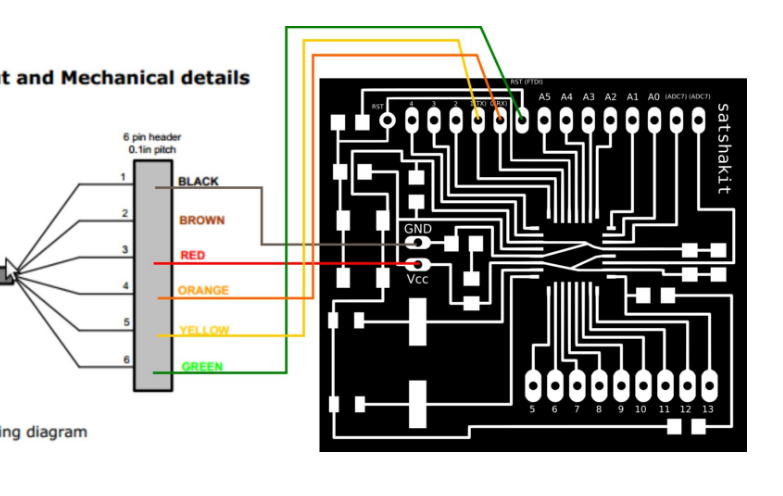 t and Mechanical details
6 pin header
0.1in pitch
1 BLACK
2 BROWN
3 RED
4 ORANGE
5 YELLOW
6 GREEN
ing diagram
RST (FTDI)
RST 4 3 2 1(TX) 0(RX) A5 A4 A3 A2 A1 A0 (ADC7) (ADC7)
satshakit
GND
Vcc
5 6 7 8 9 10 11 12 13